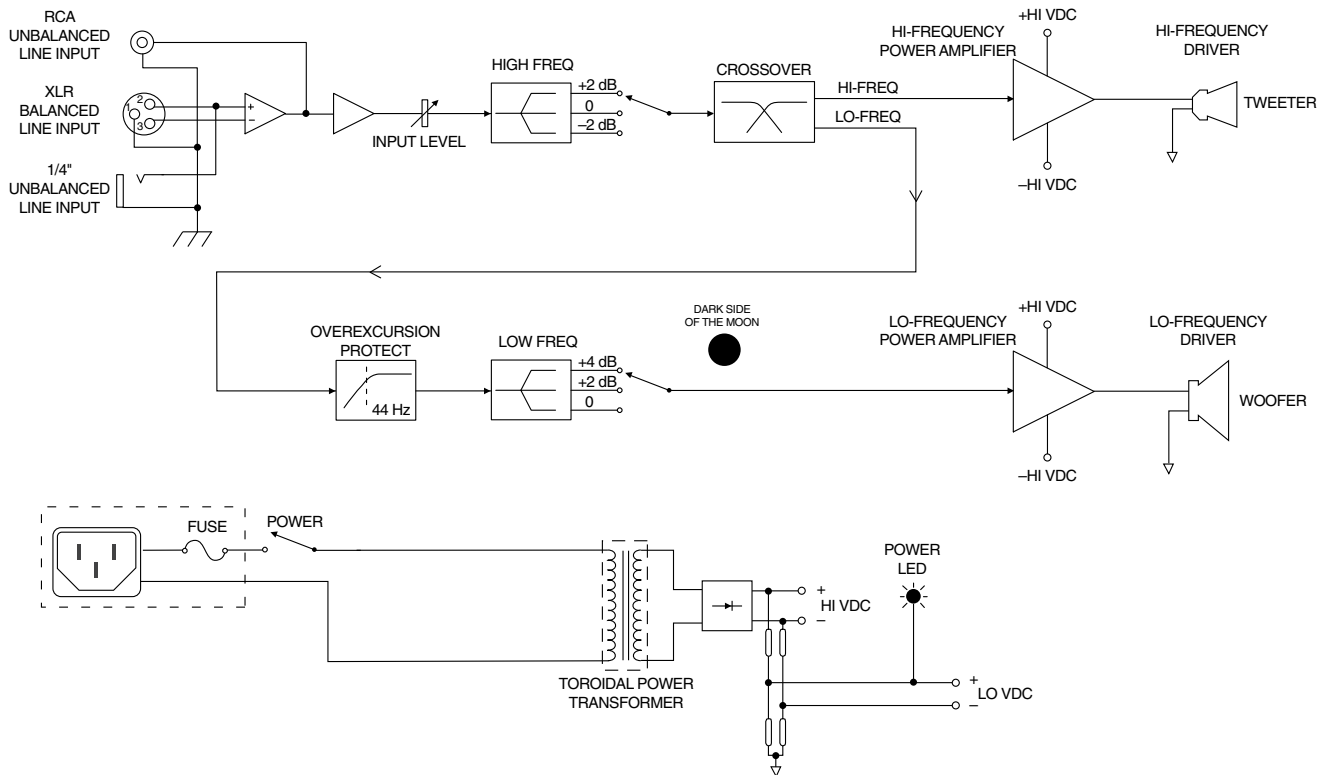 RCA
UNBALANCED
LINE INPUT
XLR
BALANCED
LINE INPUT
1
2
3
1/4"
UNBALANCED
LINE INPUT
+
–
INPUT LEVEL
HIGH FREQ
+2 dB
0
–2 dB
CROSSOVER
HI-FREQ
LO-FREQ
HI-FREQUENCY
POWER AMPLIFIER
+HI VDC
–HI VDC
HI-FREQUENCY
DRIVER
TWEETER
OVEREXCURSION
PROTECT
44 Hz
LOW FREQ
+4 dB
+2 dB
0
DARK SIDE
OF THE MOON
LO-FREQUENCY
POWER AMPLIFIER
+HI VDC
–HI VDC
LO-FREQUENCY
DRIVER
WOOFER
FUSE
POWER
TOROIDAL POWER
TRANSFORMER
+
HI VDC
–
POWER
LED
+
LO VDC
–